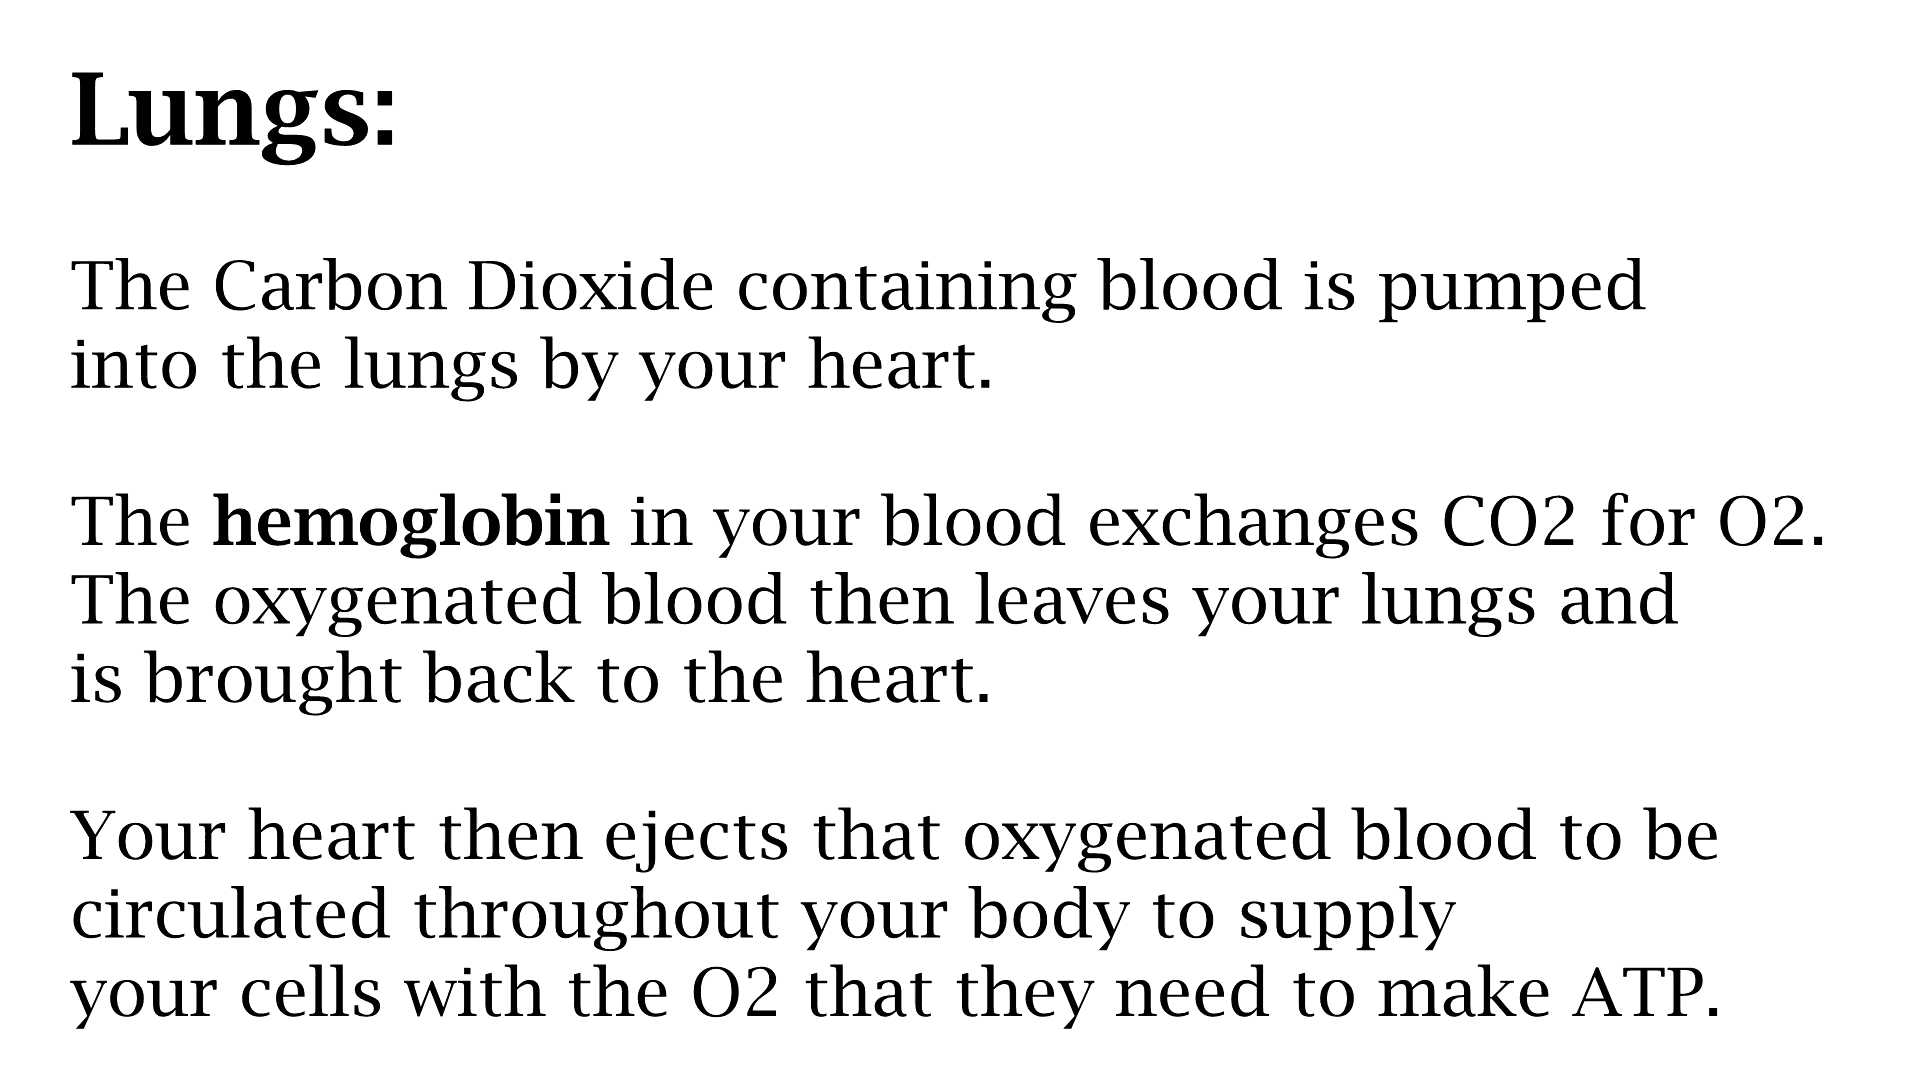 Lungs:
The Carbon Dioxide containing blood is pumped
into the lungs by your heart.
The hemoglobin in your blood exchanges CO2 for O2.
The oxygenated blood then leaves your lungs and
is brought back to the heart.
Your heart then ejects that oxygenated blood to be
circulated throughout your body to supply
your cells with the O2 that they need to make ATP.